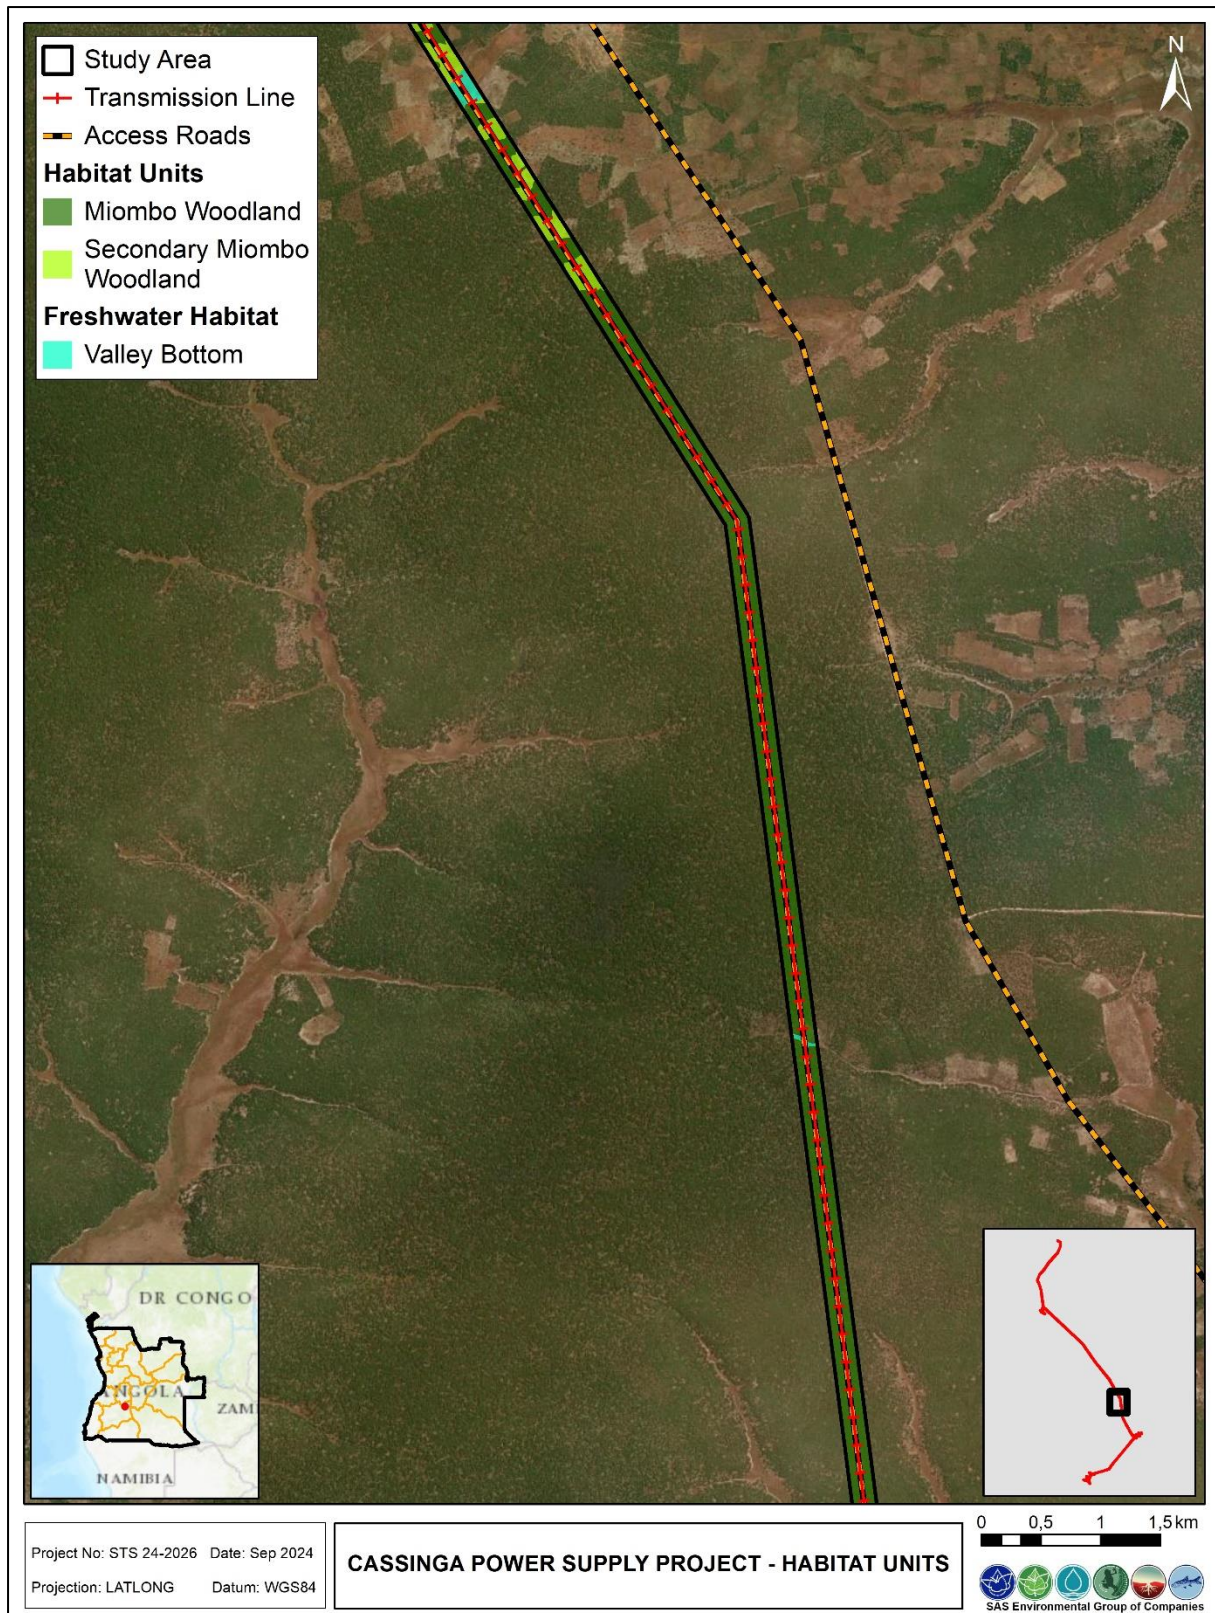 Study Area
Transmission Line
Access Roads
Habitat Units
Miombo Woodland
Secondary Miombo
Woodland
Freshwater Habitat
Valley Bottom
N
DR CONGO
ANGOLA
ZAM
NAMIBIA
Project No: STS 24-2026 Date: Sep 2024
Projection: LATLONG Datum: WGS84
CASSINGA POWER SUPPLY PROJECT - HABITAT UNITS
0 0,5 1 1,5 km
SAS Environmental Group of Companies